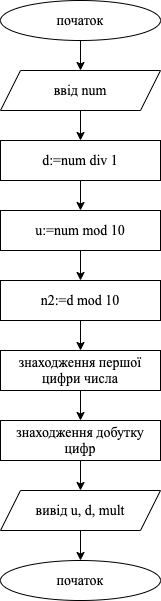 початок
ввід num
d:=num div 1
u:=num mod 10
n2:=d mod 10
знаходження першої
цифри числа
знаходження добутку
цифр
вивід u, d, mult
початок